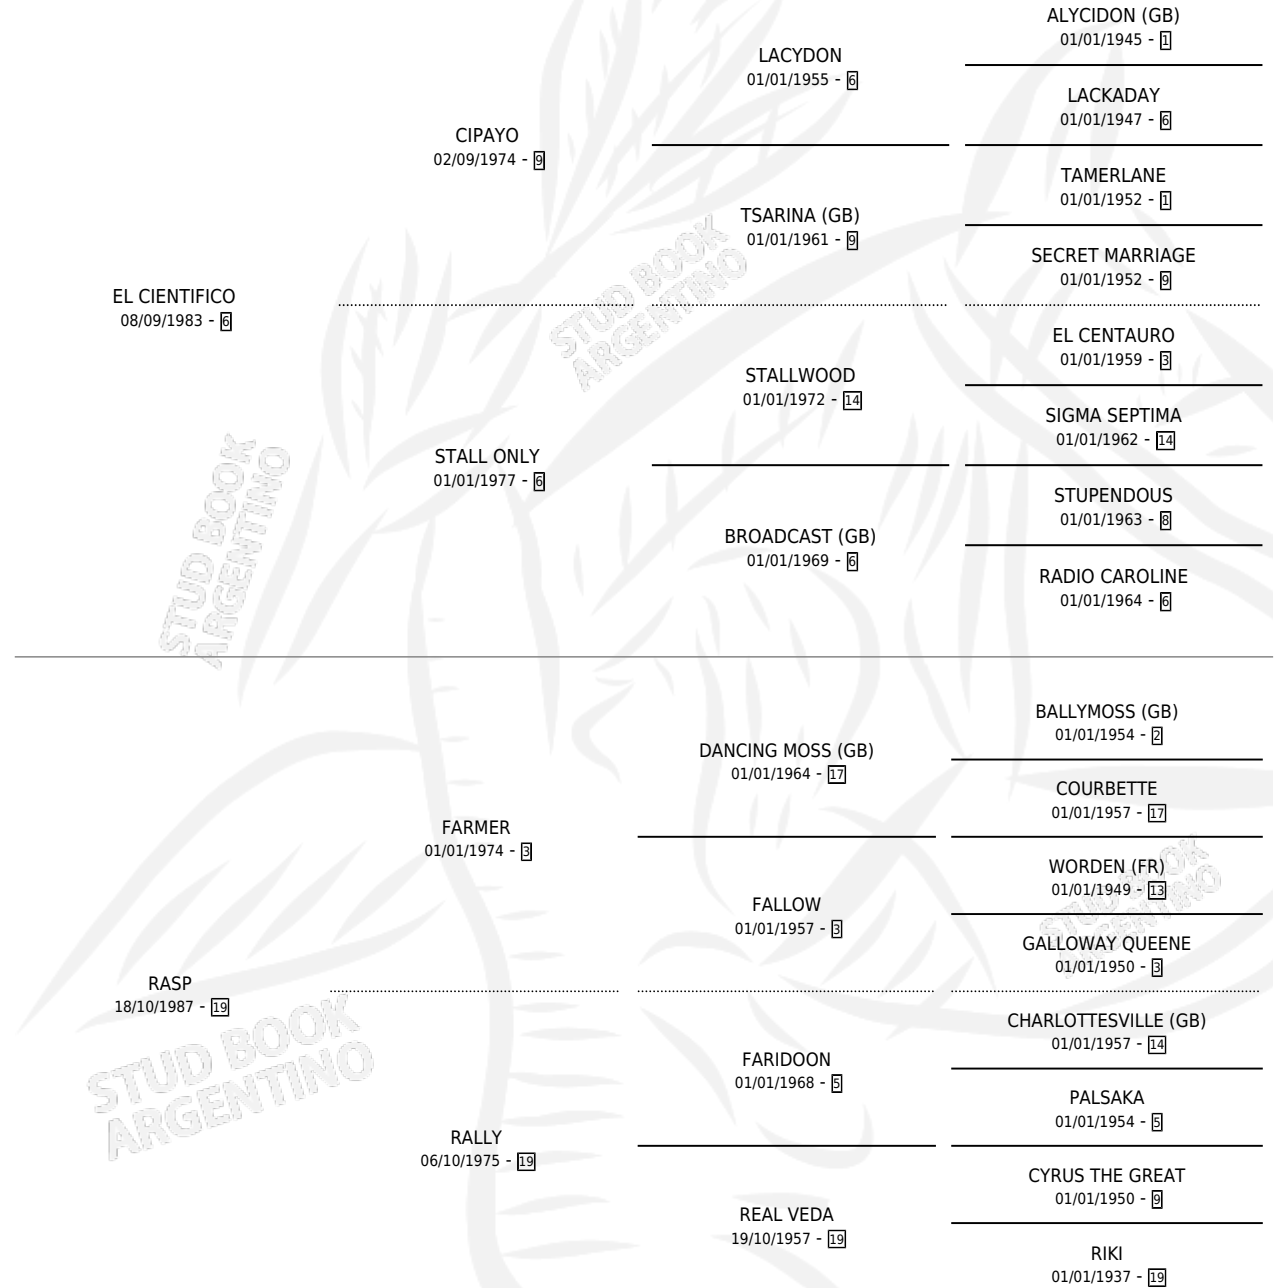 ALYCIDON (GB)
01/01/1945 - 1
LACYDON
01/01/1955 - 6
LACKADAY
01/01/1947 - 6
CIPAYO
02/09/1974 - 9
TAMERLANE
01/01/1952 - 1
TSARINA (GB)
01/01/1961 - 9
SECRET MARRIAGE
01/01/1952 - 9
EL CIENTIFICO
08/09/1983 - 6
STUD BOOK
ARGENTINO
EL CENTAURO
01/01/1959 - 3
STALLWOOD
01/01/1972 - 14
SIGMA SEPTIMA
01/01/1962 - 14
STALL ONLY
01/01/1977 - 6
STUPENDOUS
01/01/1963 - 8
BROADCAST (GB)
01/01/1969 - 6
RADIO CAROLINE
01/01/1964 - 6
STUD BOOK
ARGENTINO
BALLYMOSS (GB)
01/01/1954 - 2
DANCING MOSS (GB)
01/01/1964 - 17
COURBETTE
01/01/1957 - 17
FARMER
01/01/1974 - 3
WORDEN (FR)
01/01/1949 - 13
FALLOW
01/01/1957 - 3
STUD BOOK
ARGENTINO
GALLOWAY QUEENE
01/01/1950 - 3
RASP
18/10/1987 - 19
CHARLOTTESVILLE (GB)
01/01/1957 - 14
FARIDOON
01/01/1968 - 5
STUD BOOK
ARGENTINO
PALSAKA
01/01/1954 - 5
RALLY
06/10/1975 - 19
CYRUS THE GREAT
01/01/1950 - 9
REAL VEDA
19/10/1957 - 19
RIKI
01/01/1937 - 19